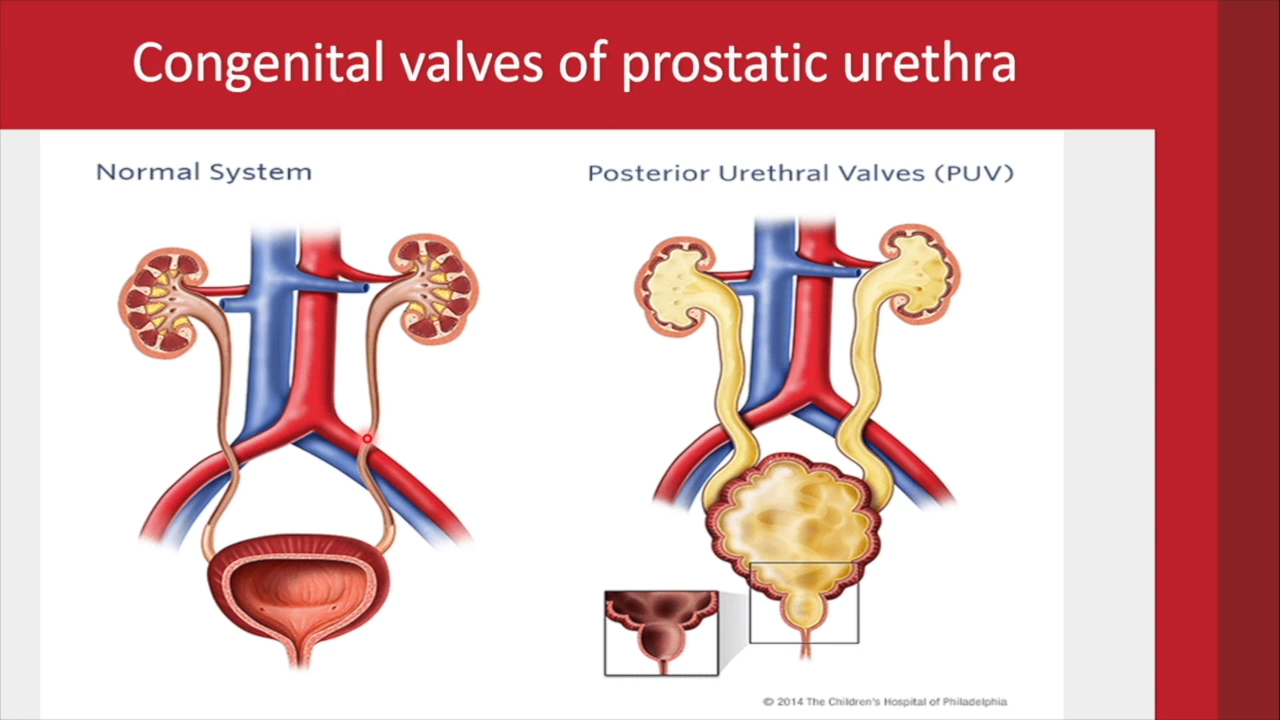 Congenital valves of prostatic urethra
Normal System
Posterior Urethral Valves (PUV)
© 2014 The Children's Hospital of Philadelphia